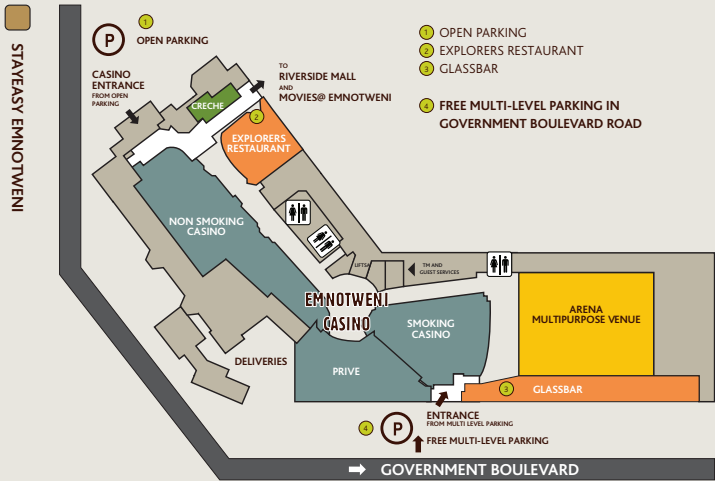 STAYEASY EMNOTWENI
1
P
OPEN PARKING
CASINO
ENTRANCE
FROM OPEN
PARKING
TO
RIVERSIDE MALL
AND
MOVIES@ EMNOTWENI
1 OPEN PARKING
2 EXPLORERS RESTAURANT
3 GLASSBAR
4 FREE MULTI-LEVEL PARKING IN
GOVERNMENT BOULEVARD ROAD
CRECHE
2
EXPLORERS
RESTAURANT
NON SMOKING
CASINO
LIFTS
TM AND
GUEST SERVICES
EMNOTWENI
CASINO
SMOKING
CASINO
ARENA
MULTIPURPOSE VENUE
DELIVERIES
PRIVE
3
GLASSBAR
ENTRANCE
FROM MULTI LEVEL PARKING
4
P
FREE MULTI-LEVEL PARKING
GOVERNMENT BOULEVARD